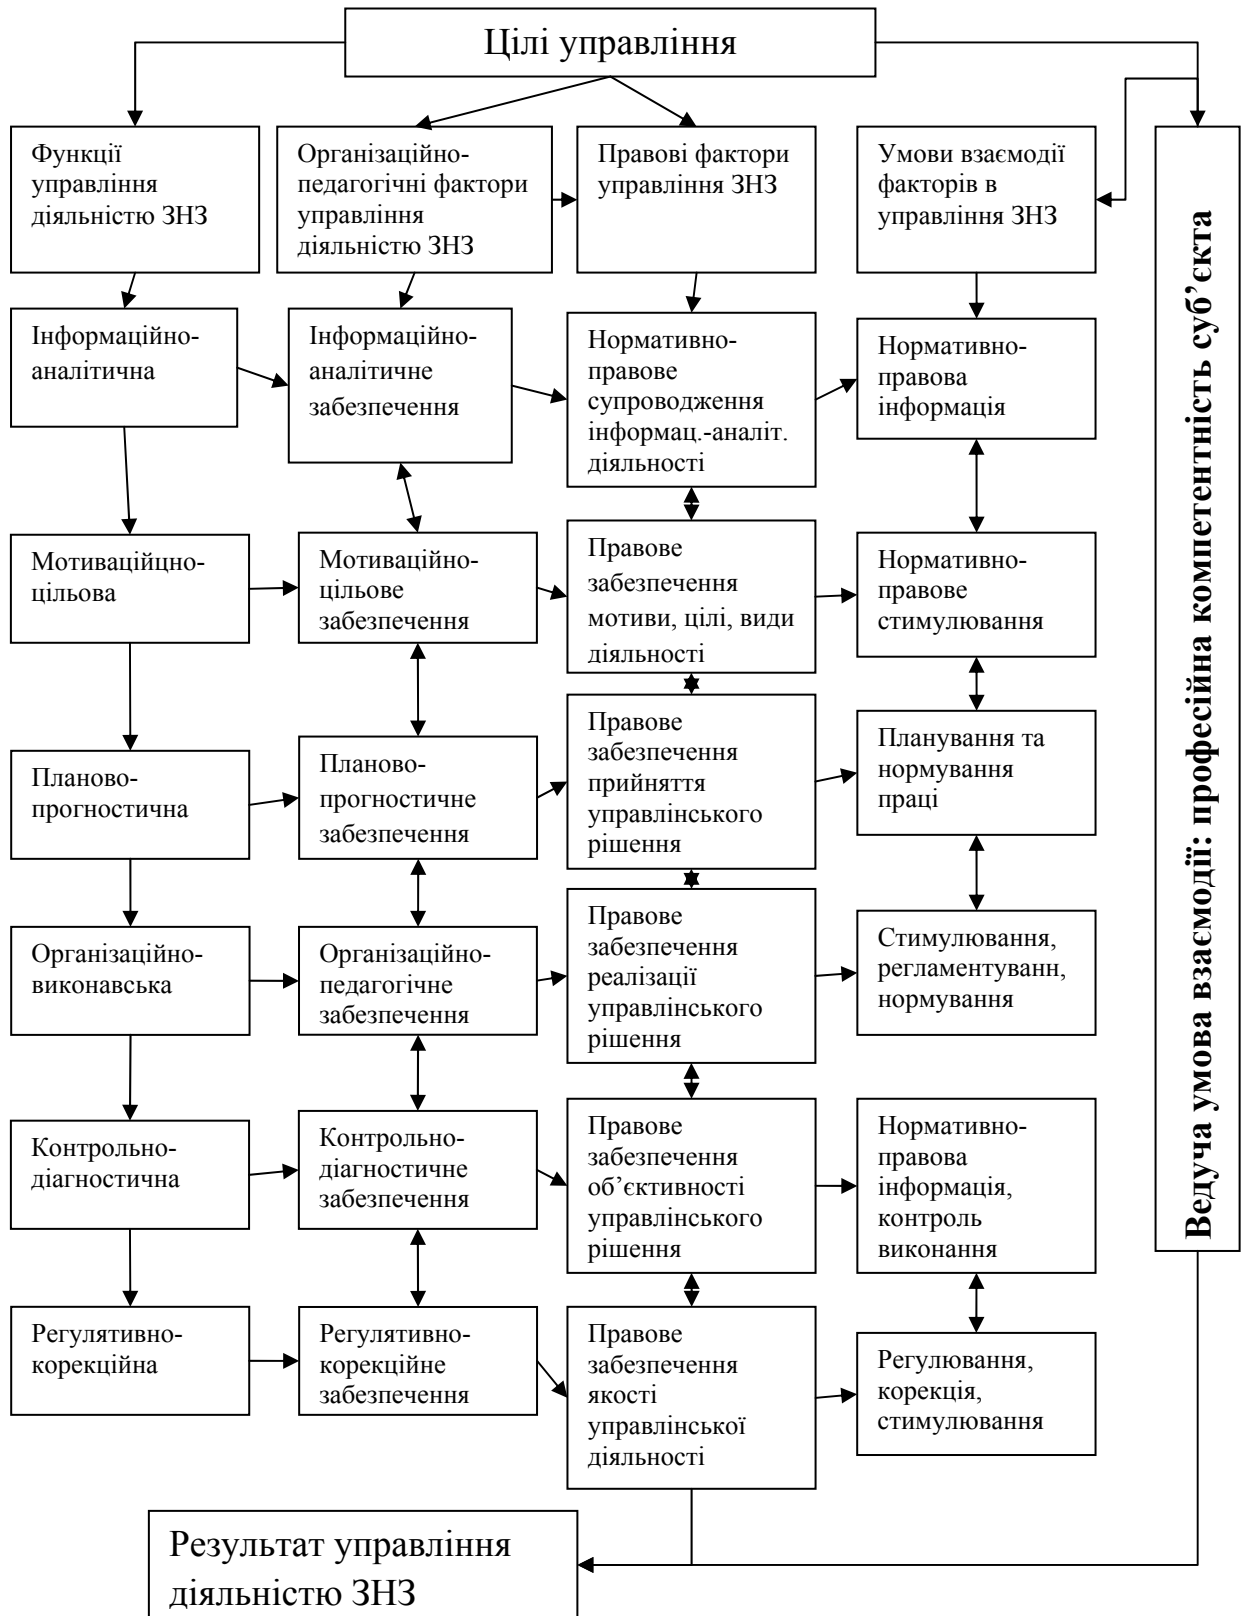 Цілі управління
Функції
управління
діяльністю ЗНЗ
Організаційно-
педагогічні фактори
управління
діяльністю ЗНЗ
Правові фактори
управління ЗНЗ
Умови взаємодії
факторів в
управління ЗНЗ
Ведуча умова взаємодії: професійна компетентність суб’єкта
Інформаційно-
аналітична
Інформаційно-
аналітичне
забезпечення
Нормативно-
правове
супроводження
інформац.-аналіт.
діяльності
Нормативно-
правова
інформація
Мотиваційцно-
цільова
Мотиваційно-
цільове
забезпечення
Правове
забезпечення
мотиви, цілі, види
діяльності
Нормативно-
правове
стимулювання
Планово-
прогностична
Планово-
прогностичне
забезпечення
Правове
забезпечення
прийняття
управлінського
рішення
Планування та
нормування
праці
Організаційно-
виконавська
Організаційно-
педагогічне
забезпечення
Правове
забезпечення
реалізації
управлінського
рішення
Стимулювання,
регламентуванн,
нормування
Контрольно-
діагностична
Контрольно-
діагностичне
забезпечення
Правове
забезпечення
об’єктивності
управлінського
рішення
Нормативно-
правова
інформація,
контроль
виконання
Регулятивно-
корекційна
Регулятивно-
корекційне
забезпечення
Правове
забезпечення
якості
управлінської
діяльності
Регулювання,
корекція,
стимулювання
Результат управління
діяльністю ЗНЗ